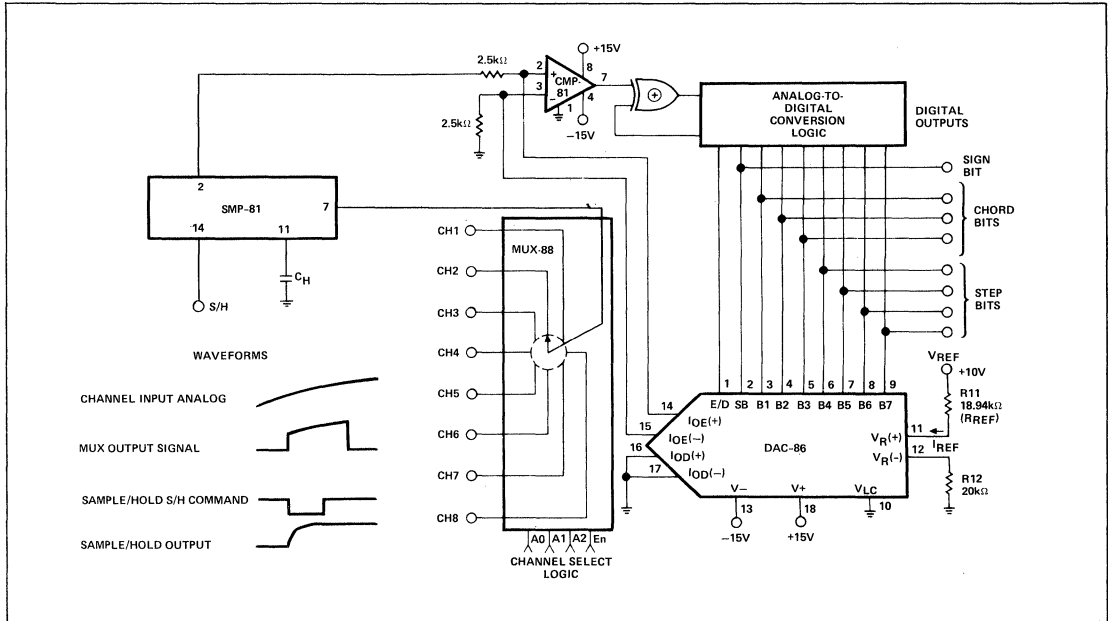 +15V
2.5kΩ
2
+
8
CMP-
81
7
3
−
4
1
−15V
2.5kΩ
+
ANALOG-TO-
DIGITAL
CONVERSION
LOGIC
DIGITAL
OUTPUTS
SIGN
BIT
CHORD
BITS
STEP
BITS
2
SMP-81
7
14
11
CH
S/H
MUX-88
CH1
CH2
CH3
CH4
CH5
CH6
CH7
CH8
A0 A1 A2 En
CHANNEL SELECT
LOGIC
WAVEFORMS
CHANNEL INPUT ANALOG
MUX OUTPUT SIGNAL
SAMPLE/HOLD S/H COMMAND
SAMPLE/HOLD OUTPUT
VREF
+10V
R11
18.94kΩ
(RREF)
1 2 3 4 5 6 7 8 9
E/D SB B1 B2 B3 B4 B5 B6 B7
14
IOE(+)
15
IOE(−)
16
IOD(+)
17
IOD(−)
DAC-86
VR(+)
11
IREF
VR(−)
12
R12
20kΩ
V− V+ VLC
13 18 10
−15V +15V